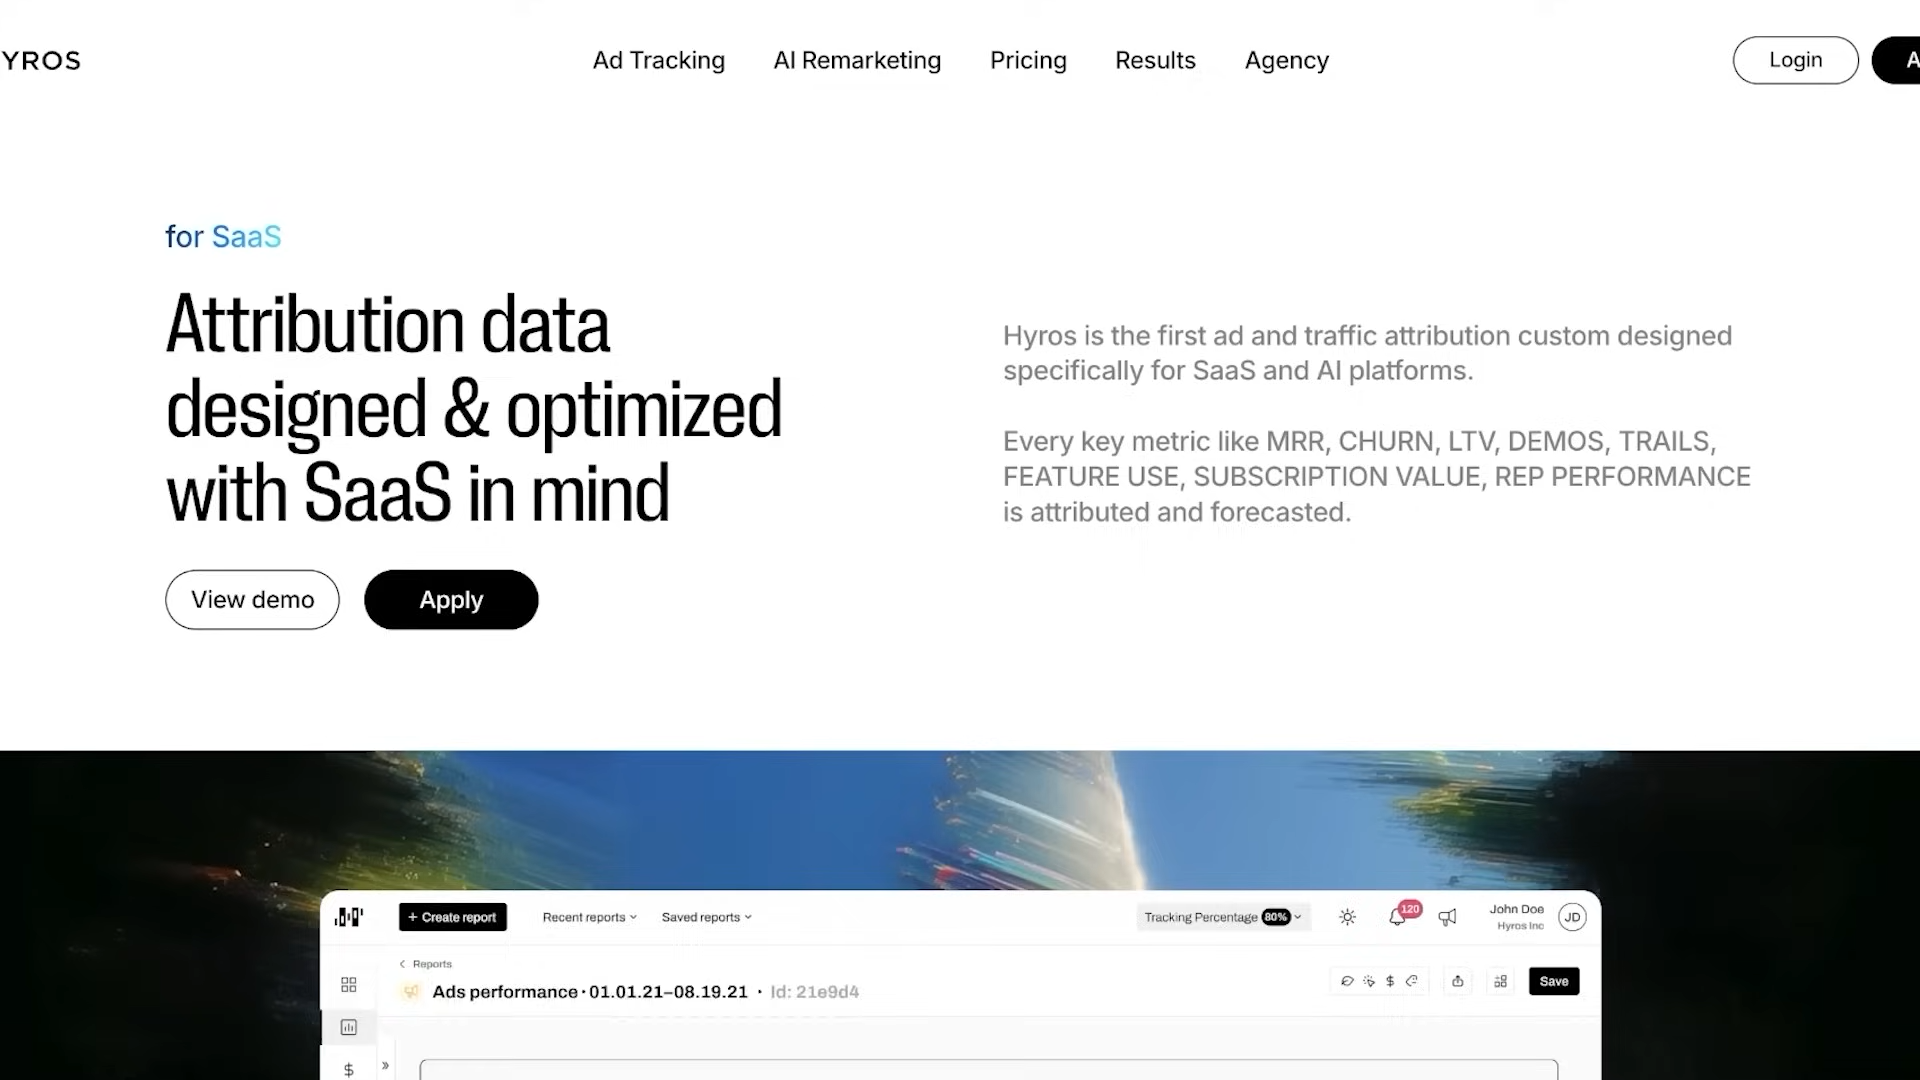 YROS
Ad Tracking
AI Remarketing
Pricing
Results
Agency
Login
A
for SaaS
Attribution data
designed & optimized
with SaaS in mind
Hyros is the first ad and traffic attribution custom designed
specifically for SaaS and AI platforms.
Every key metric like MRR, CHURN, LTV, DEMOS, TRAILS,
FEATURE USE, SUBSCRIPTION VALUE, REP PERFORMANCE
is attributed and forecasted.
View demo
Apply
+ Create report
Recent reports
Saved reports
Tracking Percentage 80%
120
John Doe
Hyros Inc
JD
Reports
Ads performance · 01.01.21–08.19.21 · Id: 21e9d4
$
Save
$
»